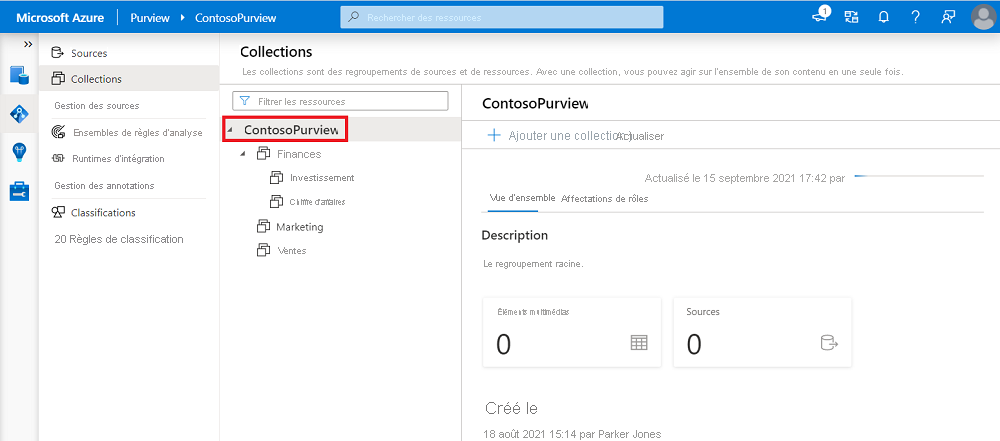 Microsoft Azure Purview ContosoPurview Rechercher des ressources 1
»
Sources
Collections
Gestion des sources
Ensembles de règles d'analyse
Runtimes d'intégration
Gestion des annotations
Classifications
20 Règles de classification
Collections
Les collections sont des regroupements de sources et de ressources. Avec une collection, vous pouvez agir sur l'ensemble de son contenu en une seule fois.
Filtrer les ressources
ContosoPurview
Finances
Investissement
Chiffre d'affaires
Marketing
Ventes
ContosoPurview
Ajouter une collection Actualiser
Actualisé le 15 septembre 2021 17:42 par
Vue d'ensemble Affectations de rôles
Description
Le regroupement racine.
Éléments multimédias
0
Sources
0
Créé le
18 août 2021 15:14 par Parker Jones